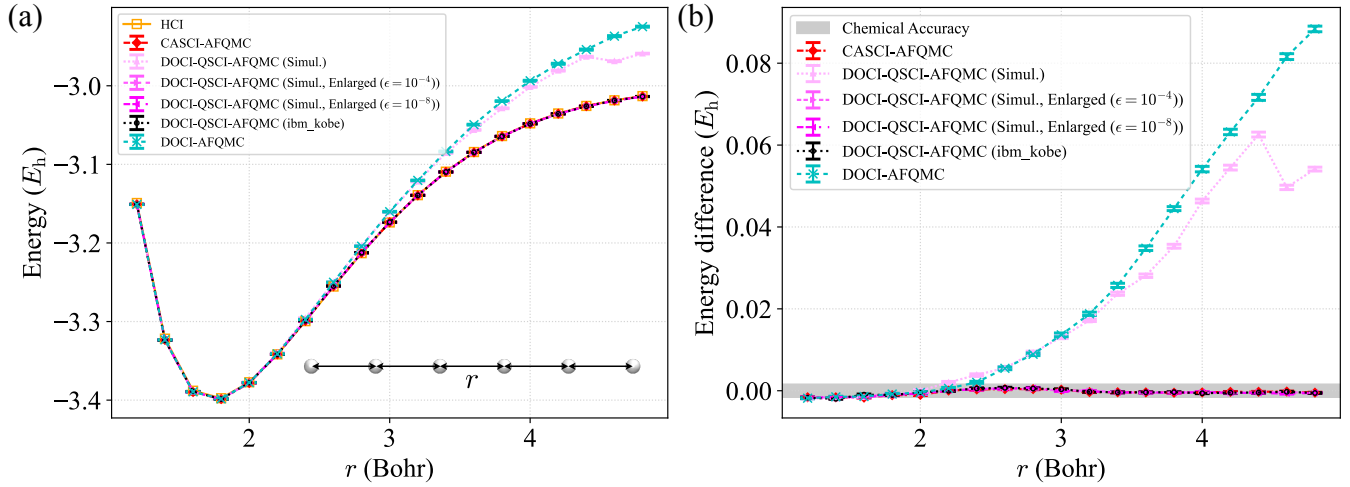 (a)
HCI
CASCI-AFQMC
DOCI-QSCI-AFQMC (Simul.)
DOCI-QSCI-AFQMC (Simul., Enlarged (ϵ = 10⁻⁴))
DOCI-QSCI-AFQMC (Simul., Enlarged (ϵ = 10⁻⁸))
DOCI-QSCI-AFQMC (ibm_kobe)
DOCI-AFQMC
Energy (Eₕ)
−3.0
−3.1
−3.2
−3.3
−3.4
r
2
3
4
r (Bohr)
(b)
Chemical Accuracy
CASCI-AFQMC
DOCI-QSCI-AFQMC (Simul.)
DOCI-QSCI-AFQMC (Simul., Enlarged (ϵ = 10⁻⁴))
DOCI-QSCI-AFQMC (Simul., Enlarged (ϵ = 10⁻⁸))
DOCI-QSCI-AFQMC (ibm_kobe)
DOCI-AFQMC
Energy difference (Eₕ)
0.08
0.06
0.04
0.02
0.00
2
3
4
r (Bohr)